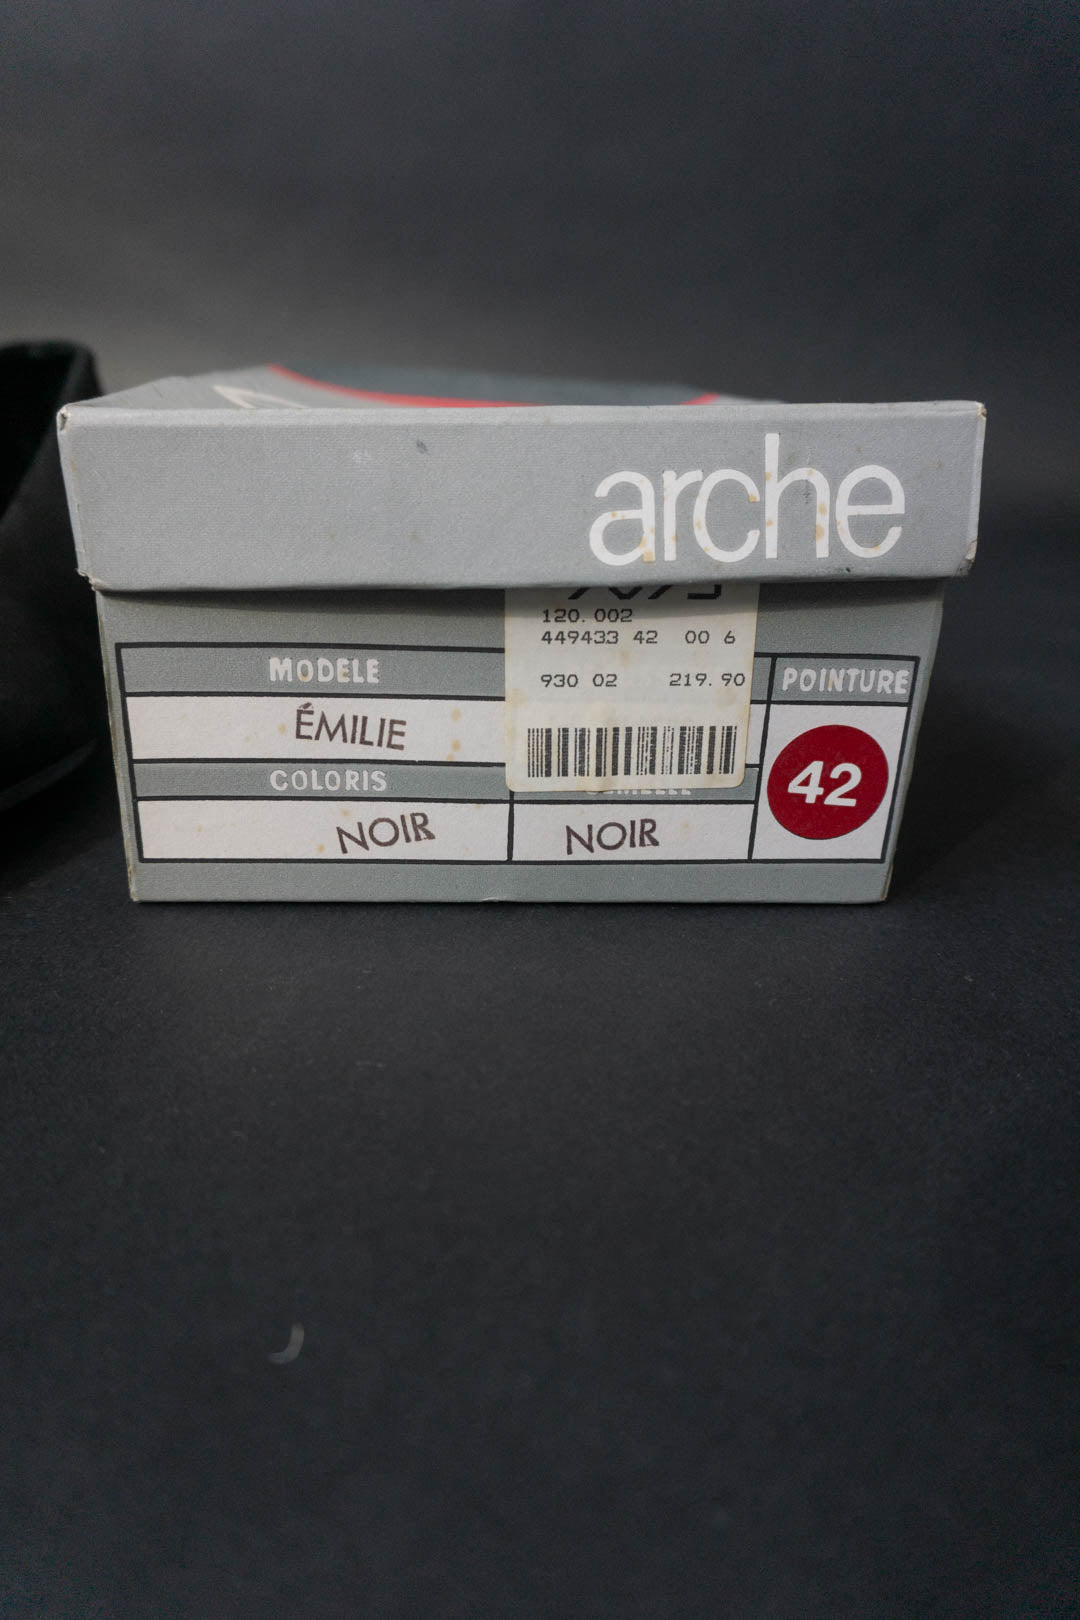 arche
120.002
449433 42 00 6
930 02 219.90
MODELE
POINTURE
ÉMILIE
42
COLORIS
NOIR
NOIR